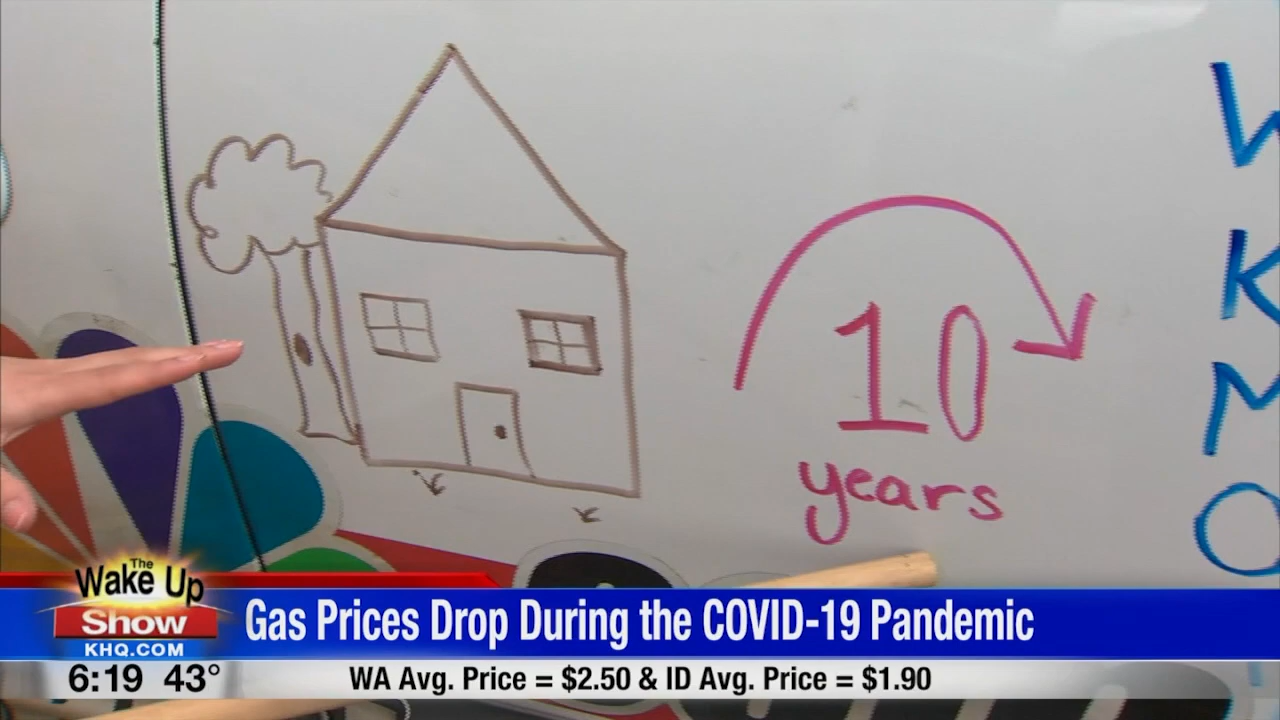 10
years
W
K
M
O
The
Wake Up
Show
KHQ.COM
Gas Prices Drop During the COVID-19 Pandemic
6:19 43°
WA Avg. Price = $2.50 & ID Avg. Price = $1.90